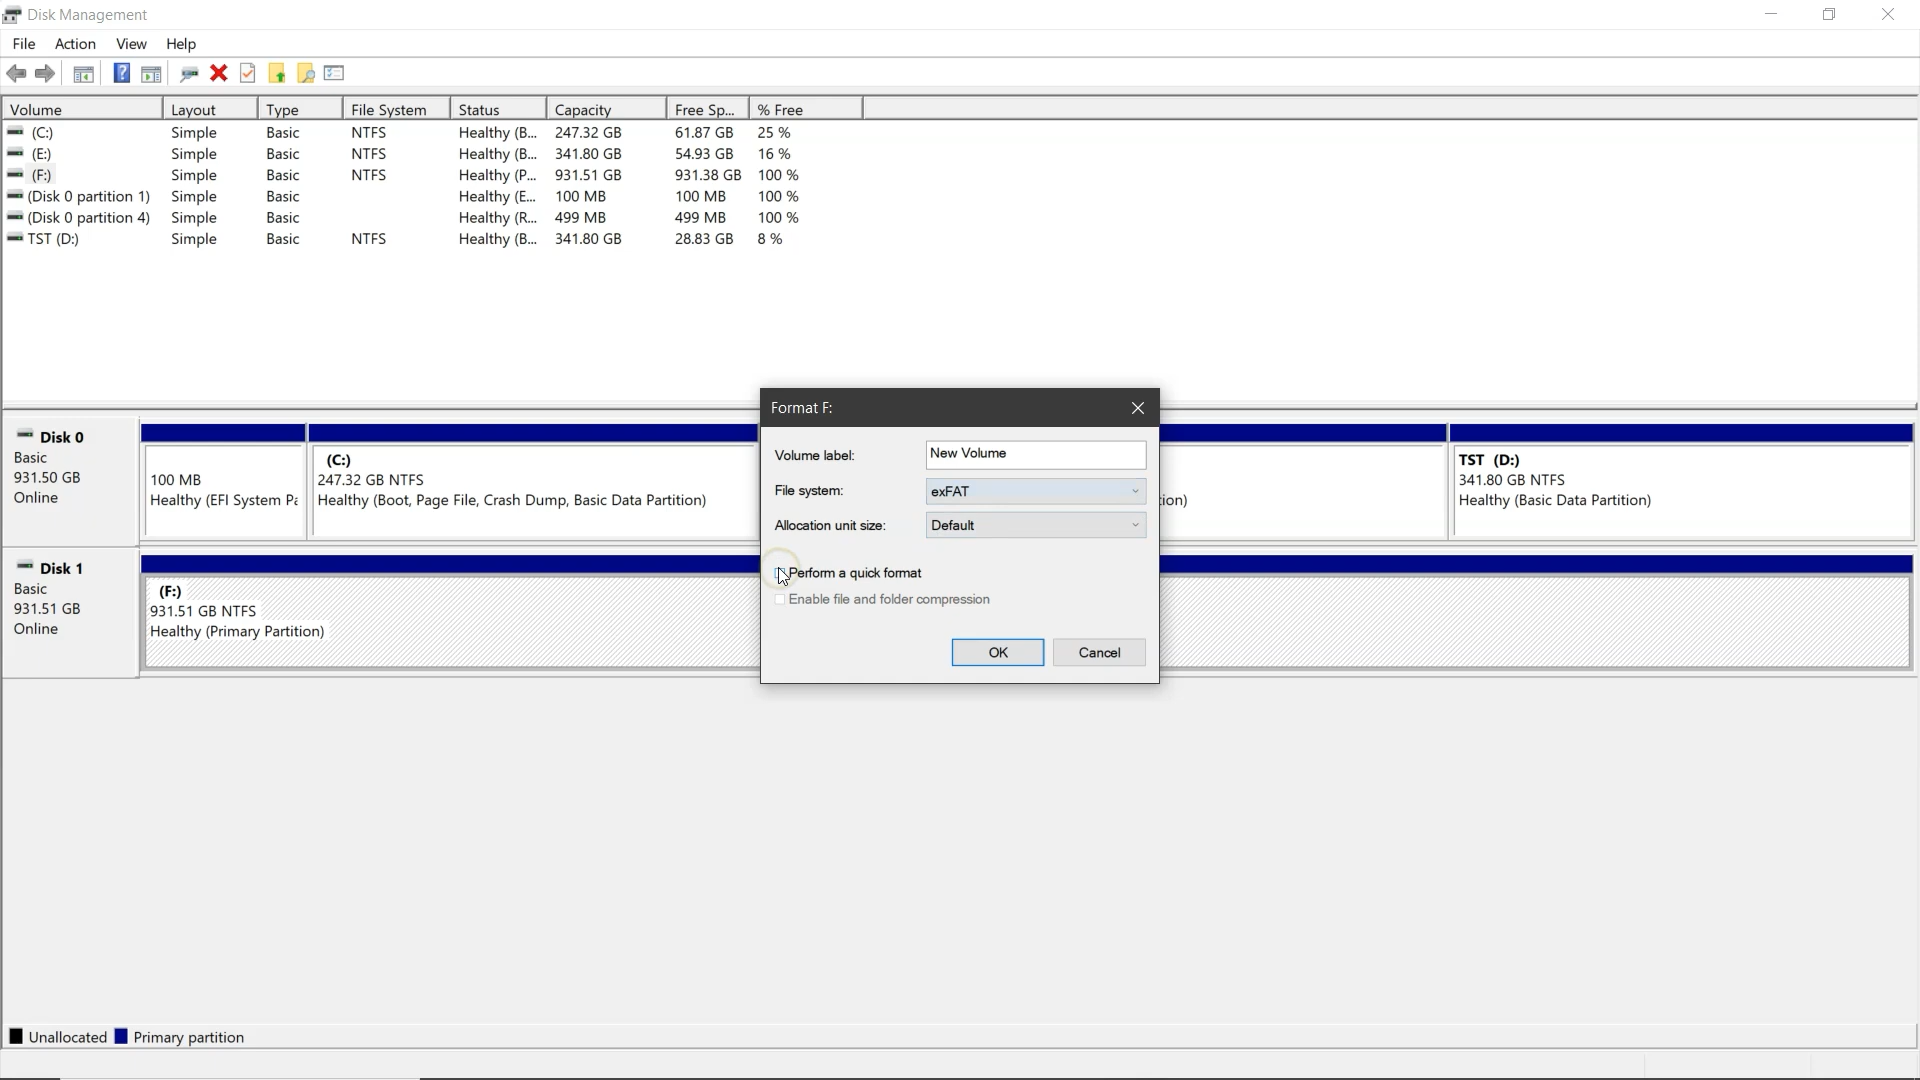 Disk Management
File Action View Help
Volume Layout Type File System Status Capacity Free Sp... % Free
(C:) Simple Basic NTFS Healthy (B... 247.32 GB 61.87 GB 25 %
(E:) Simple Basic NTFS Healthy (B... 341.80 GB 54.93 GB 16 %
(F:) Simple Basic NTFS Healthy (P... 931.51 GB 931.38 GB 100 %
(Disk 0 partition 1) Simple Basic Healthy (E... 100 MB 100 MB 100 %
(Disk 0 partition 4) Simple Basic Healthy (R... 499 MB 499 MB 100 %
TST (D:) Simple Basic NTFS Healthy (B... 341.80 GB 28.83 GB 8 %
Disk 0
Basic
931.50 GB
Online
100 MB
Healthy (EFI System Pa
(C:)
247.32 GB NTFS
Healthy (Boot, Page File, Crash Dump, Basic Data Partition)
tion)
TST (D:)
341.80 GB NTFS
Healthy (Basic Data Partition)
Disk 1
Basic
931.51 GB
Online
(F:)
931.51 GB NTFS
Healthy (Primary Partition)
Format F:
Volume label: New Volume
File system: exFAT
Allocation unit size: Default
Perform a quick format
Enable file and folder compression
OK Cancel
Unallocated Primary partition